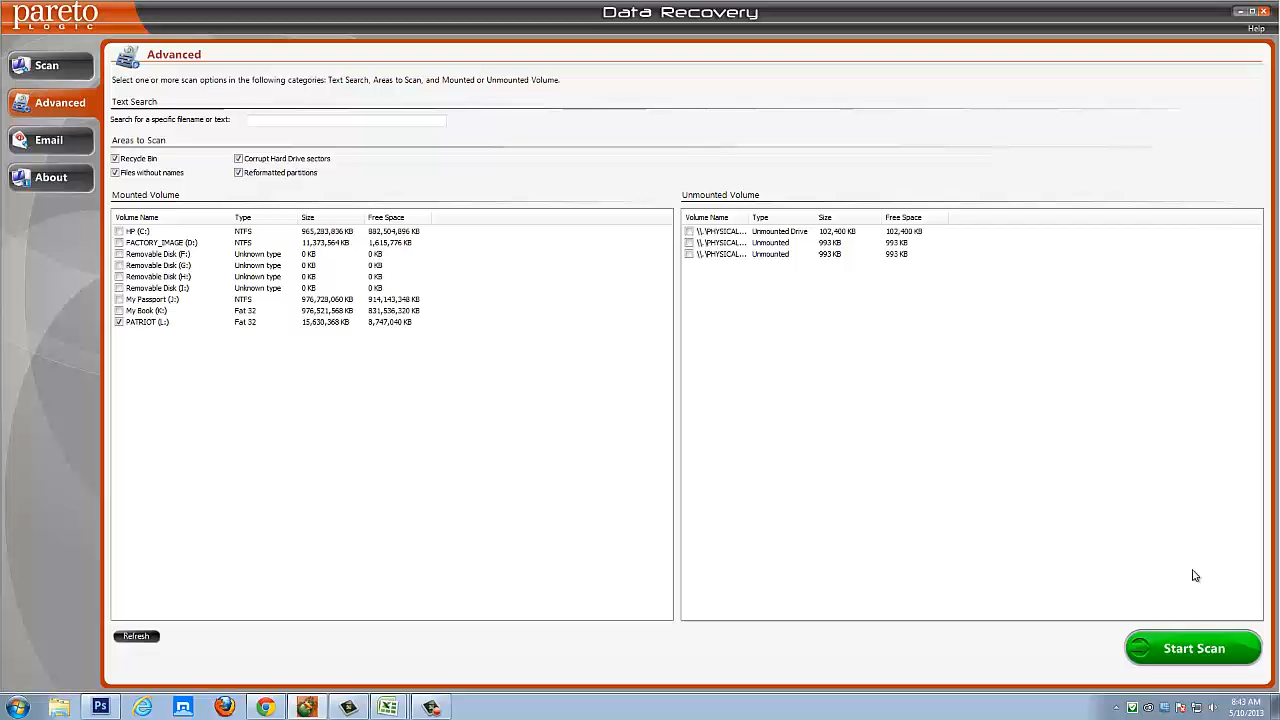 pareto
LOGIC
Data Recovery
Help
Scan
Advanced
Email
About
Advanced
Select one or more scan options in the following categories: Text Search, Areas to Scan, and Mounted or Unmounted Volume.
Text Search
Search for a specific filename or text:
Areas to Scan
Recycle Bin Corrupt Hard Drive sectors
Files without names Reformatted partitions
Mounted Volume
Volume Name Type Size Free Space
HP (C:) NTFS 965,283,836 KB 882,504,896 KB
FACTORY_IMAGE (D:) NTFS 11,373,564 KB 1,615,776 KB
Removable Disk (F:) Unknown type 0 KB 0 KB
Removable Disk (G:) Unknown type 0 KB 0 KB
Removable Disk (H:) Unknown type 0 KB 0 KB
Removable Disk (I:) Unknown type 0 KB 0 KB
My Passport (J:) NTFS 976,728,060 KB 914,143,348 KB
My Book (K:) Fat 32 976,521,568 KB 831,536,320 KB
PATRIOT (L:) Fat 32 15,630,368 KB 8,747,040 KB
Unmounted Volume
Volume Name Type Size Free Space
\\.\PHYSICAL... Unmounted Drive 102,400 KB 102,400 KB
\\.\PHYSICAL... Unmounted 993 KB 993 KB
\\.\PHYSICAL... Unmounted 993 KB 993 KB
Refresh
Start Scan
Ps
8:43 AM
5/10/2013